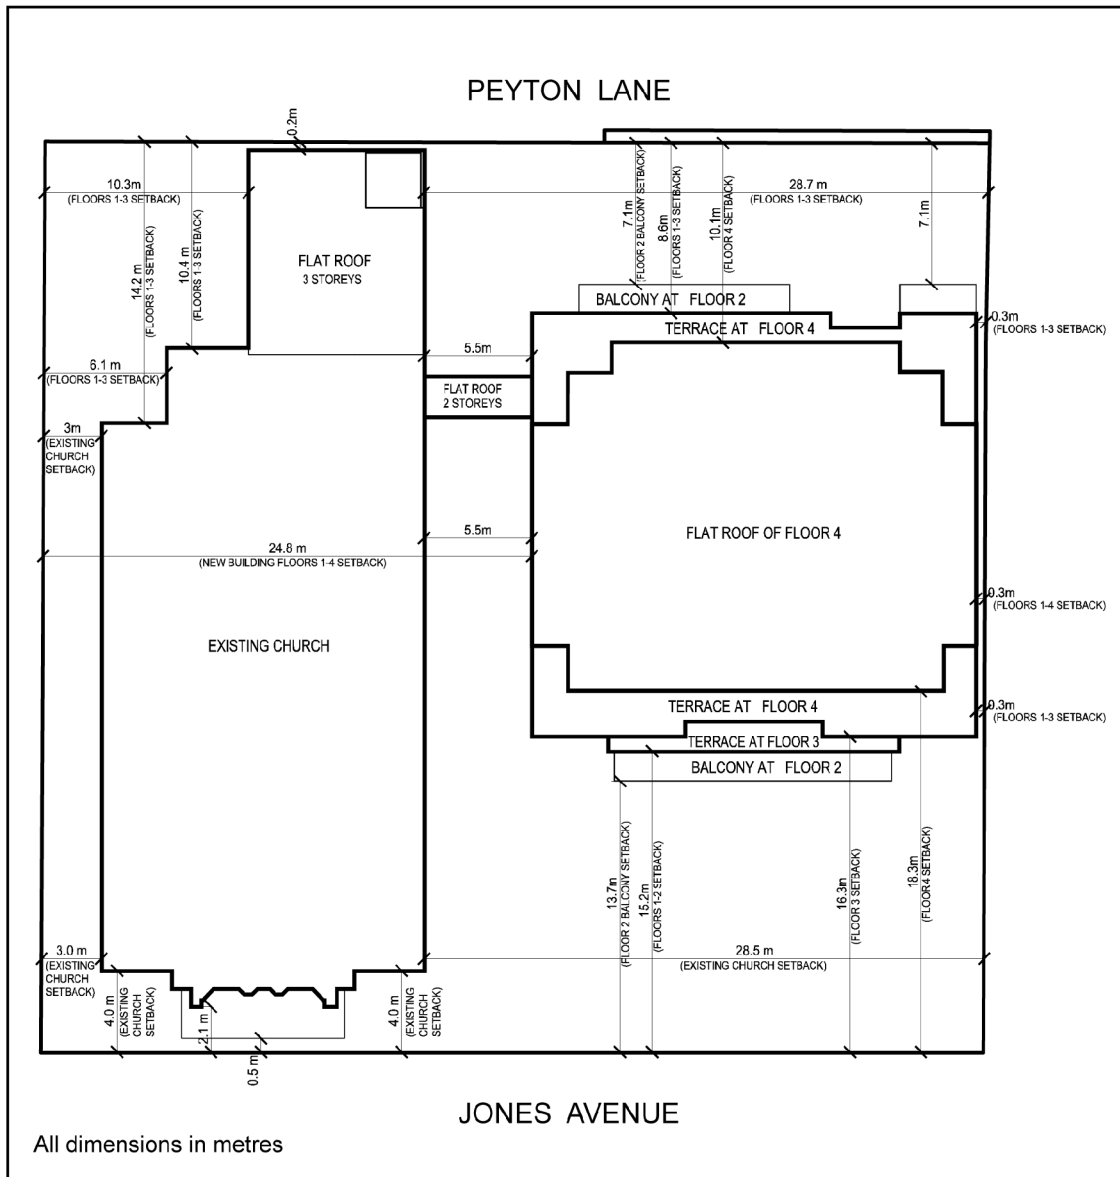 PEYTON LANE
0.2m
10.3m
(FLOORS 1-3 SETBACK)
14.2 m
(FLOORS 1-3 SETBACK)
10.4 m
(FLOORS 1-3 SETBACK)
FLAT ROOF
3 STOREYS
7.1m
(FLOOR 2 BALCONY SETBACK)
8.6m
(FLOORS 1-3 SETBACK)
10.1m
(FLOOR 4 SETBACK)
28.7 m
(FLOORS 1-3 SETBACK)
7.1m
BALCONY AT FLOOR 2
TERRACE AT FLOOR 4
0.3m
(FLOORS 1-3 SETBACK)
6.1 m
(FLOORS 1-3 SETBACK)
5.5m
FLAT ROOF
2 STOREYS
3m
(EXISTING
CHURCH
SETBACK)
5.5m
FLAT ROOF OF FLOOR 4
24.8 m
(NEW BUILDING FLOORS 1-4 SETBACK)
0.3m
(FLOORS 1-4 SETBACK)
EXISTING CHURCH
TERRACE AT FLOOR 4
0.3m
(FLOORS 1-3 SETBACK)
TERRACE AT FLOOR 3
BALCONY AT FLOOR 2
13.7m
(FLOOR 2 BALCONY SETBACK)
15.2m
(FLOORS 1-2 SETBACK)
16.3m
(FLOOR 3 SETBACK)
18.3m
(FLOOR 4 SETBACK)
3.0 m
(EXISTING
CHURCH
SETBACK)
28.5 m
(EXISTING CHURCH SETBACK)
4.0 m
(EXISTING
CHURCH
SETBACK)
2.1 m
0.5 m
4.0 m
(EXISTING
CHURCH
SETBACK)
JONES AVENUE
All dimensions in metres